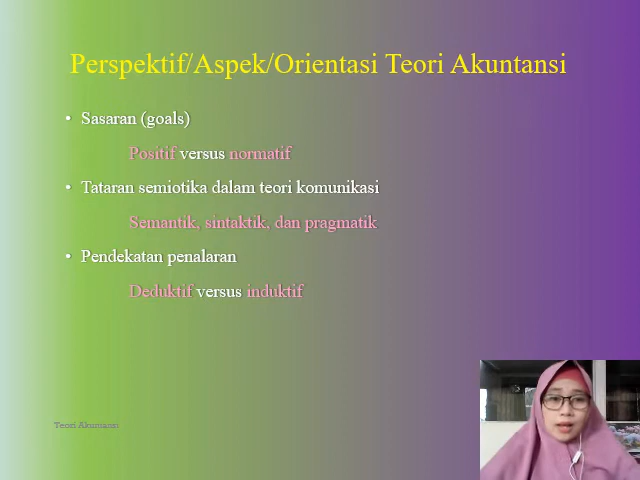 Perspektif/Aspek/Orientasi Teori Akuntansi
• Sasaran (goals)
Positif versus normatif
• Tataran semiotika dalam teori komunikasi
Semantik, sintaktik, dan pragmatik
• Pendekatan penalaran
Deduktif versus induktif
Teori Akuntansi